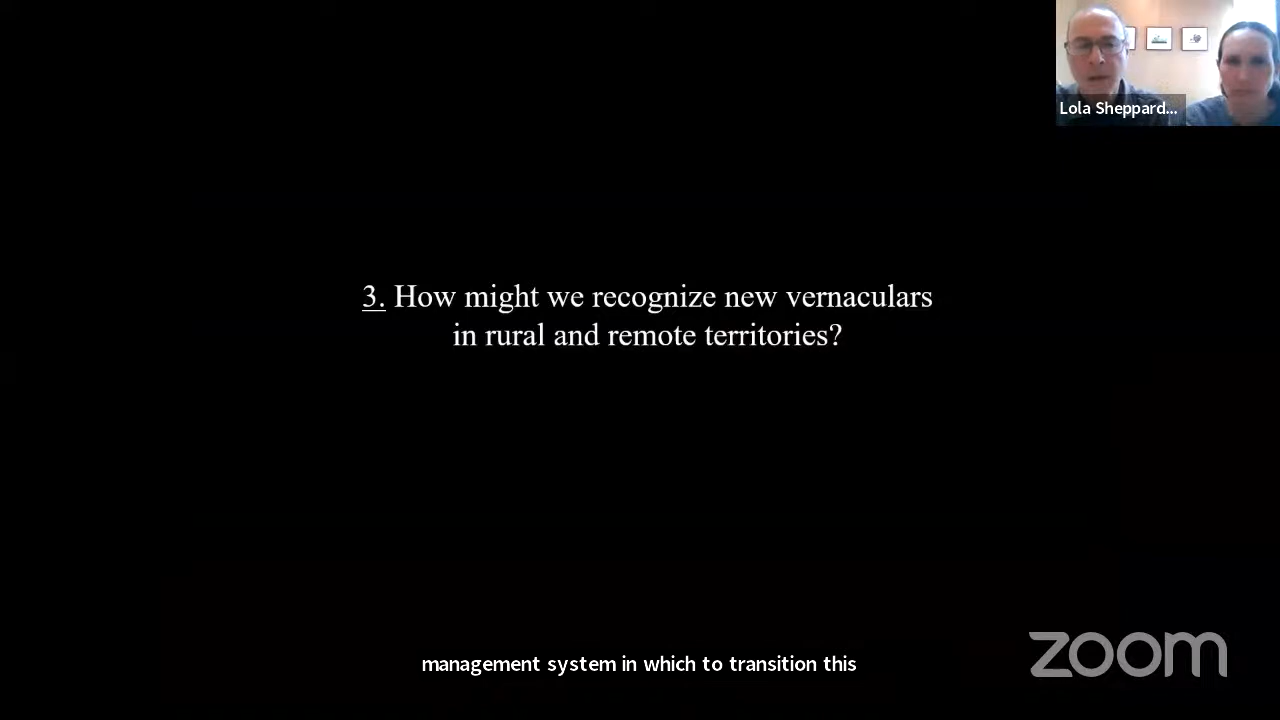 Lola Sheppard...
3. How might we recognize new vernaculars
in rural and remote territories?
management system in which to transition this
zoom